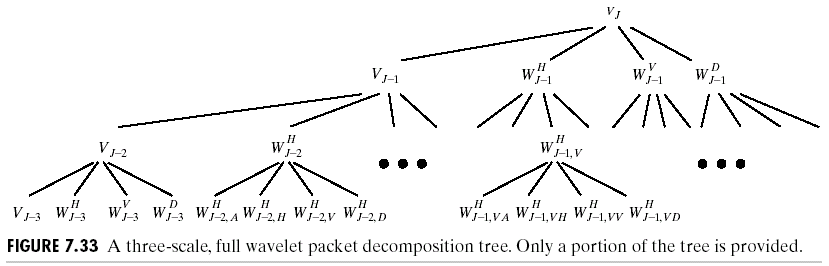 V_J
V_{J–1} W^H_{J–1} W^V_{J–1} W^D_{J–1}
V_{J–2} W^H_{J–2} W^H_{J–1,V}
V_{J–3} W^H_{J–3} W^V_{J–3} W^D_{J–3} W^H_{J–2,A} W^H_{J–2,H} W^H_{J–2,V} W^H_{J–2,D} W^H_{J–1,VA} W^H_{J–1,VH} W^H_{J–1,VV} W^H_{J–1,VD}
FIGURE 7.33 A three-scale, full wavelet packet decomposition tree. Only a portion of the tree is provided.